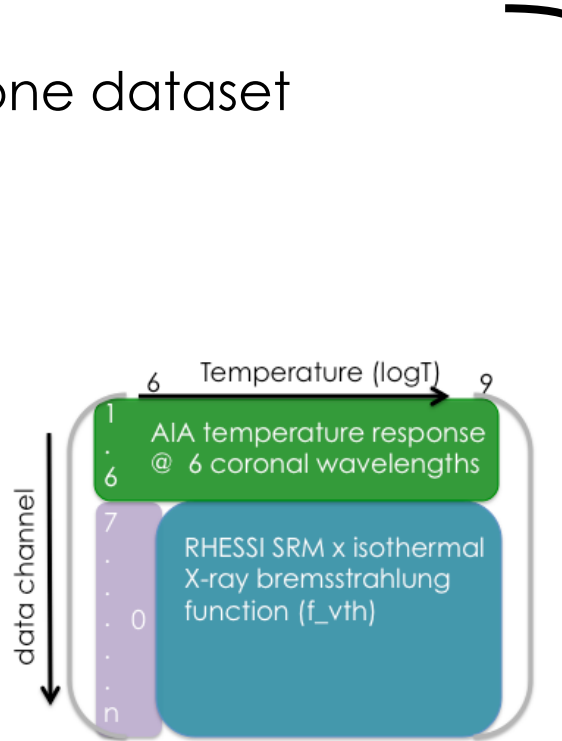 one dataset
Temperature (logT)
6
9
1
.
6
AIA temperature response
@ 6 coronal wavelengths
data channel
7
.
.
.
.
.
n
0
RHESSI SRM x isothermal
X-ray bremsstrahlung
function (f_vth)